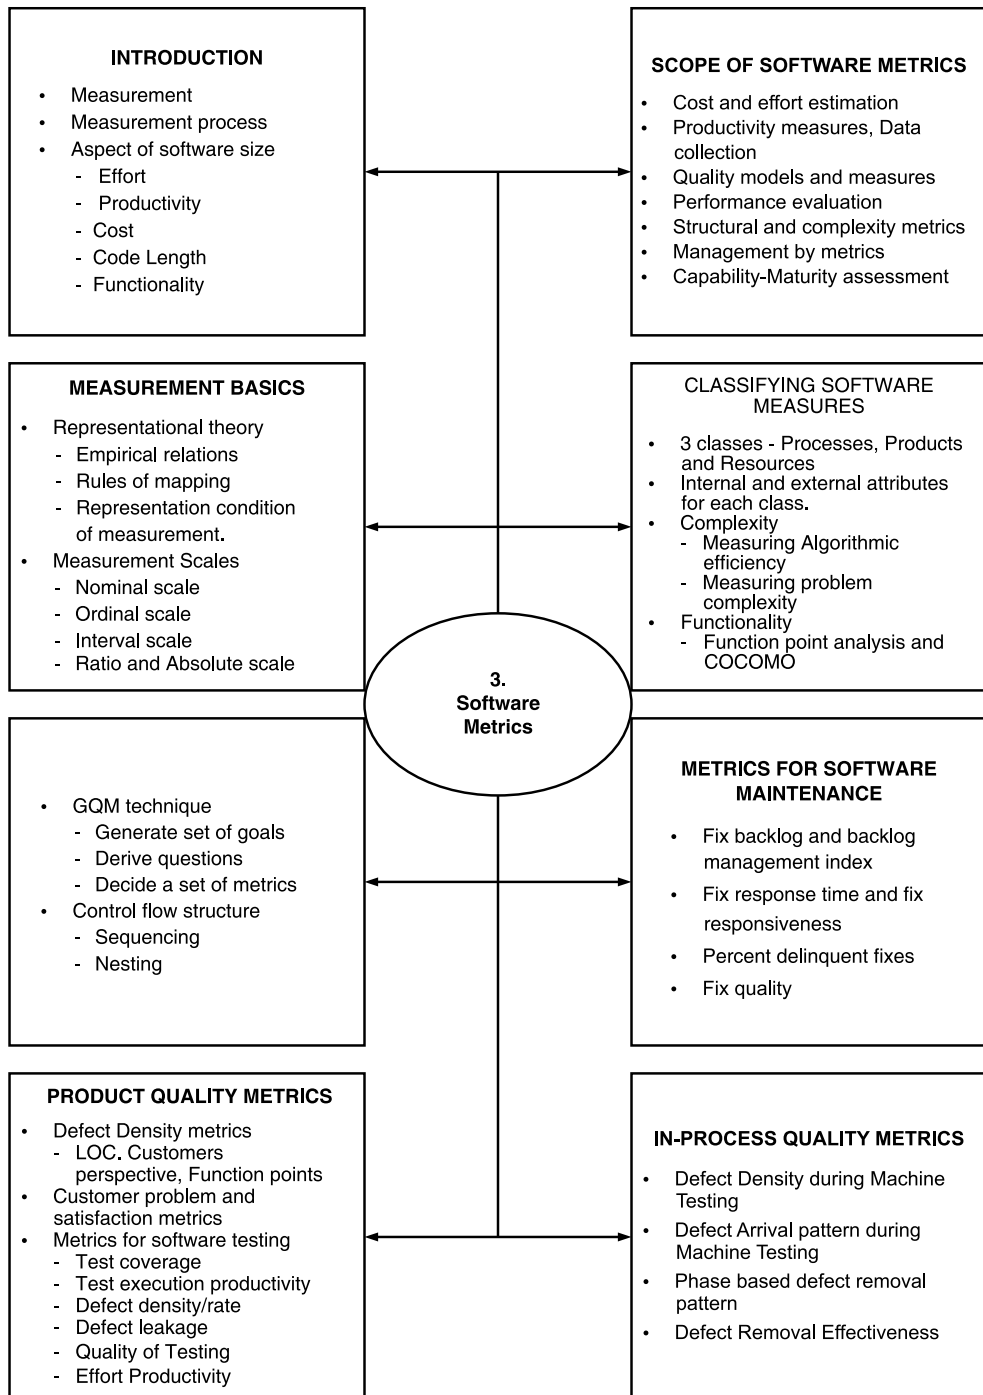 INTRODUCTION
• Measurement
• Measurement process
• Aspect of software size
- Effort
- Productivity
- Cost
- Code Length
- Functionality
SCOPE OF SOFTWARE METRICS
• Cost and effort estimation
• Productivity measures, Data
collection
• Quality models and measures
• Performance evaluation
• Structural and complexity metrics
• Management by metrics
• Capability-Maturity assessment
MEASUREMENT BASICS
• Representational theory
- Empirical relations
- Rules of mapping
- Representation condition
of measurement.
• Measurement Scales
- Nominal scale
- Ordinal scale
- Interval scale
- Ratio and Absolute scale
CLASSIFYING SOFTWARE
MEASURES
• 3 classes - Processes, Products
and Resources
• Internal and external attributes
for each class.
• Complexity
- Measuring Algorithmic
efficiency
- Measuring problem
complexity
• Functionality
- Function point analysis and
COCOMO
3.
Software
Metrics
• GQM technique
- Generate set of goals
- Derive questions
- Decide a set of metrics
• Control flow structure
- Sequencing
- Nesting
METRICS FOR SOFTWARE
MAINTENANCE
• Fix backlog and backlog
management index
• Fix response time and fix
responsiveness
• Percent delinquent fixes
• Fix quality
PRODUCT QUALITY METRICS
• Defect Density metrics
- LOC. Customers
perspective, Function points
• Customer problem and
satisfaction metrics
• Metrics for software testing
- Test coverage
- Test execution productivity
- Defect density/rate
- Defect leakage
- Quality of Testing
- Effort Productivity
IN-PROCESS QUALITY METRICS
• Defect Density during Machine
Testing
• Defect Arrival pattern during
Machine Testing
• Phase based defect removal
pattern
• Defect Removal Effectiveness